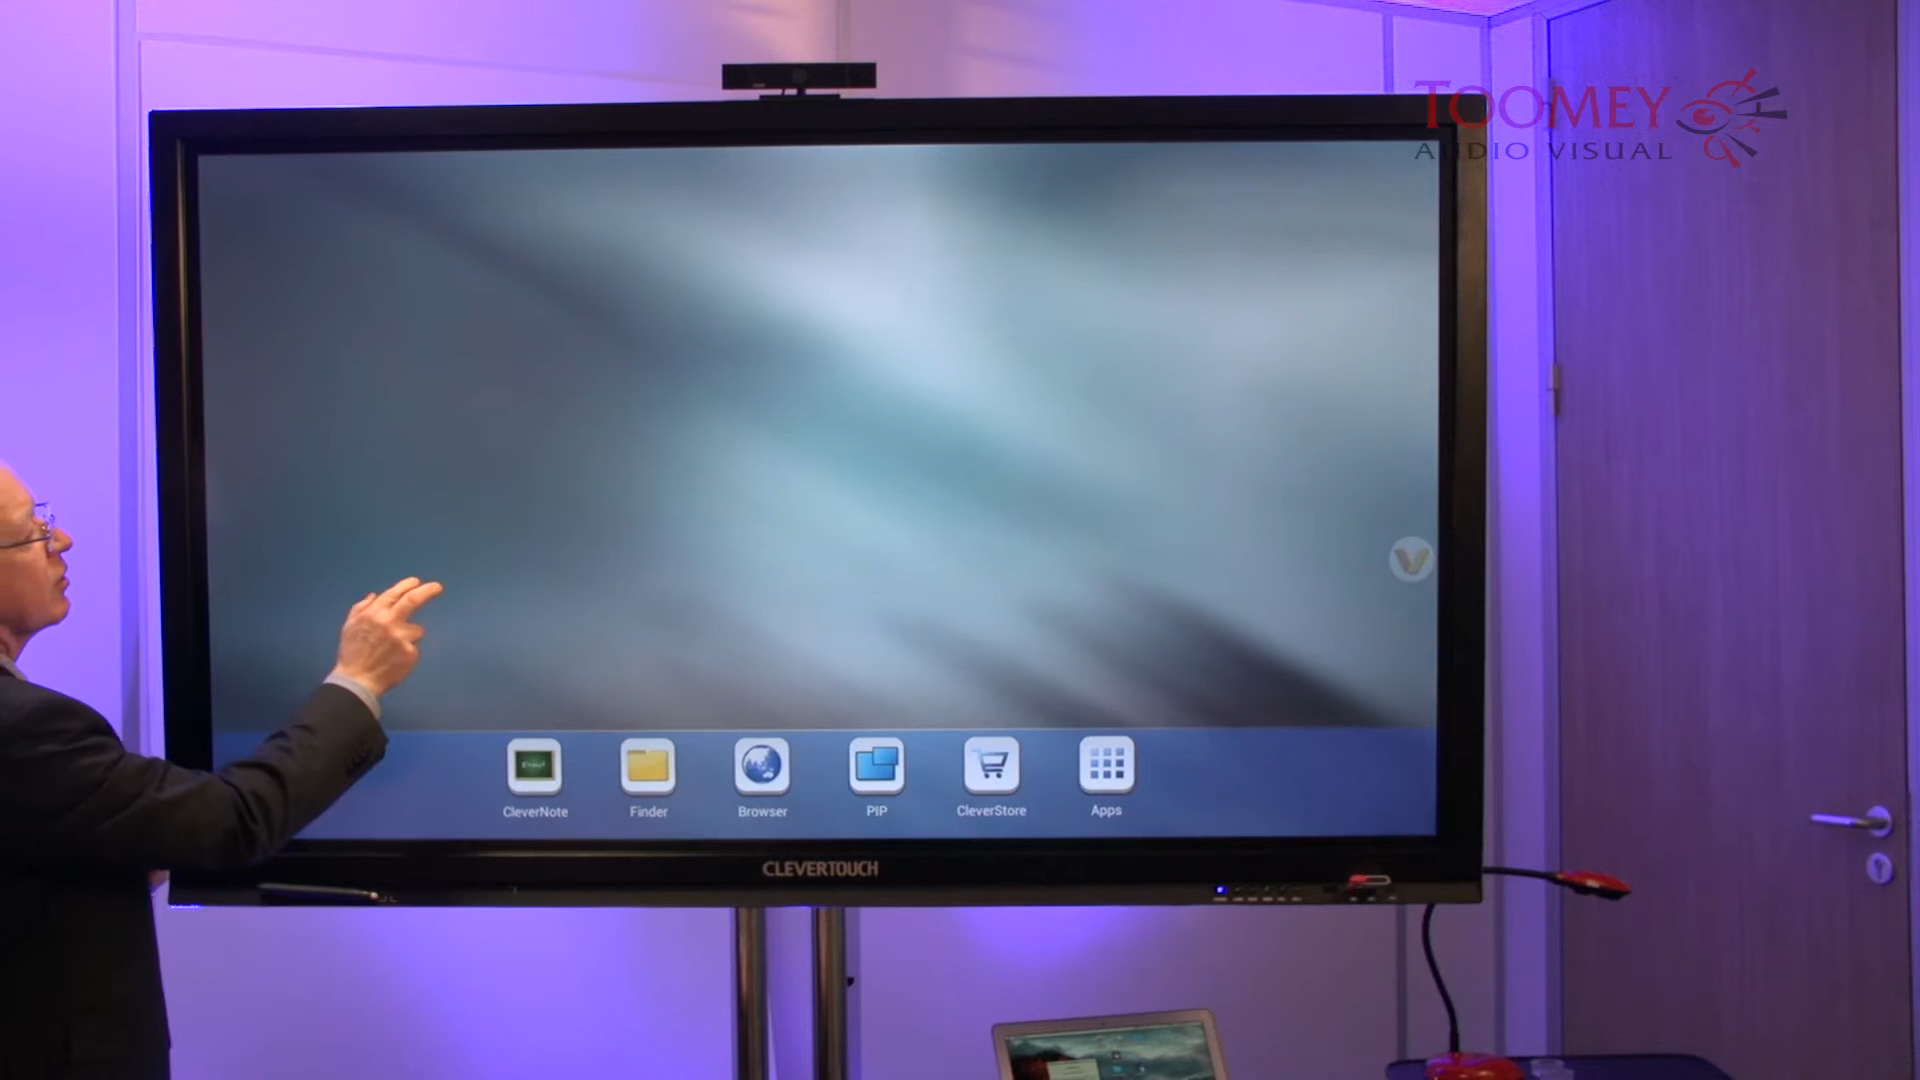 TOOMEY
AUDIO VISUAL
CleverNote
Finder
Browser
PIP
CleverStore
Apps
CLEVERTOUCH